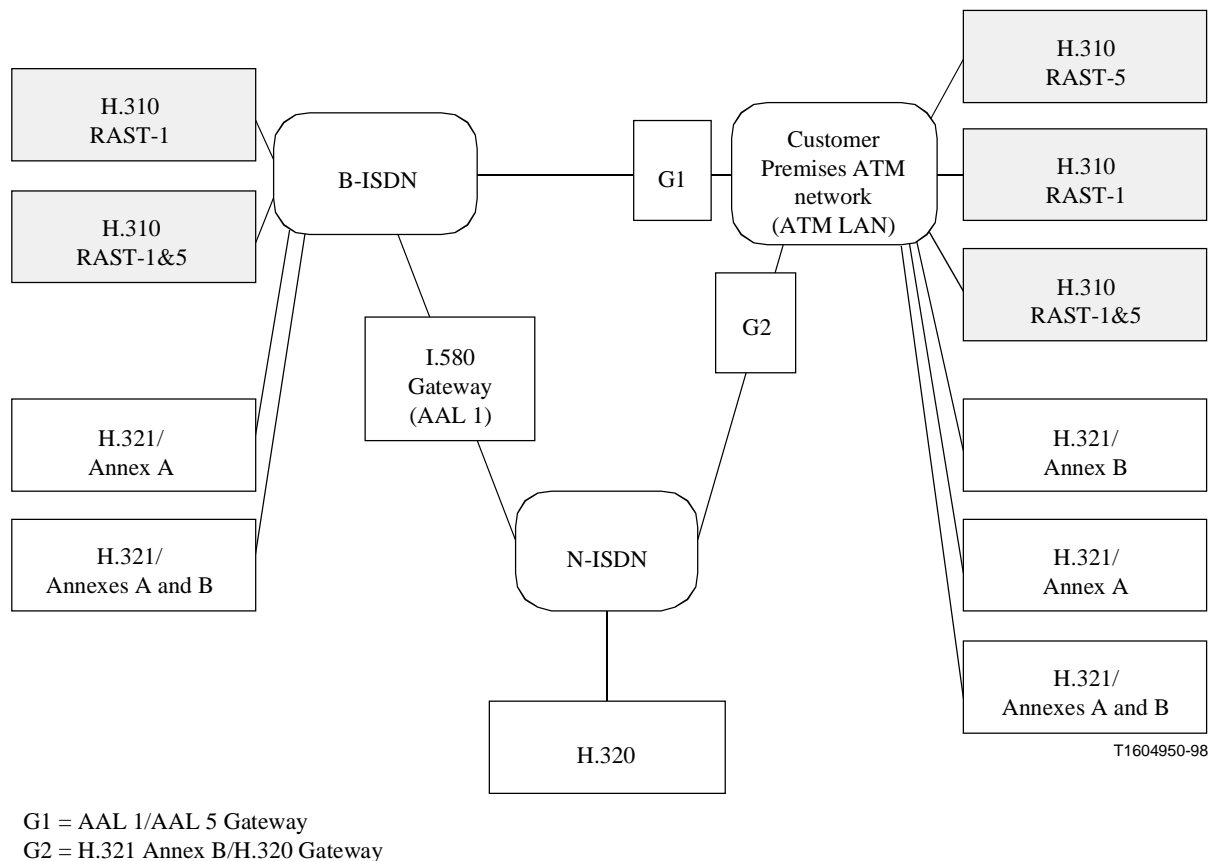 H.310
RAST-1
H.310
RAST-1&5
H.321/
Annex A
H.321/
Annexes A and B
B-ISDN
I.580
Gateway
(AAL 1)
G1
G2
N-ISDN
H.320
Customer
Premises ATM
network
(ATM LAN)
H.310
RAST-5
H.310
RAST-1
H.310
RAST-1&5
H.321/
Annex B
H.321/
Annex A
H.321/
Annexes A and B
T1604950-98
G1 = AAL 1/AAL 5 Gateway
G2 = H.321 Annex B/H.320 Gateway